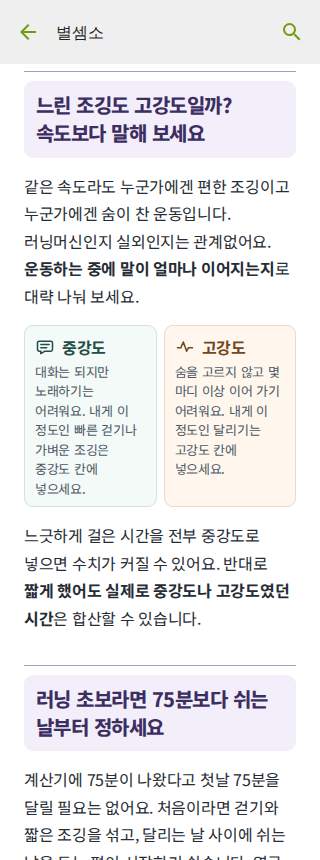 별셈소
느린 조깅도 고강도일까?
속도보다 말해 보세요
같은 속도라도 누군가에겐 편한 조깅이고
누군가에겐 숨이 찬 운동입니다.
러닝머신인지 실외인지는 관계없어요.
운동하는 중에 말이 얼마나 이어지는지로
대략 나눠 보세요.
중강도
대화는 되지만
노래하기는
어려워요. 내게 이
정도인 빠른 걷기나
가벼운 조깅은
중강도 칸에
넣으세요.
고강도
숨을 고르지 않고 몇
마디 이상 이어 가기
어려워요. 내게 이
정도인 달리기는
고강도 칸에
넣으세요.
느긋하게 걸은 시간을 전부 중강도로
넣으면 수치가 커질 수 있어요. 반대로
짧게 했어도 실제로 중강도나 고강도였던
시간은 합산할 수 있습니다.
러닝 초보라면 75분보다 쉬는
날부터 정하세요
계산기에 75분이 나왔다고 첫날 75분을
달릴 필요는 없어요. 처음이라면 걷기와
짧은 조깅을 섞고, 달리는 날 사이에 쉬는